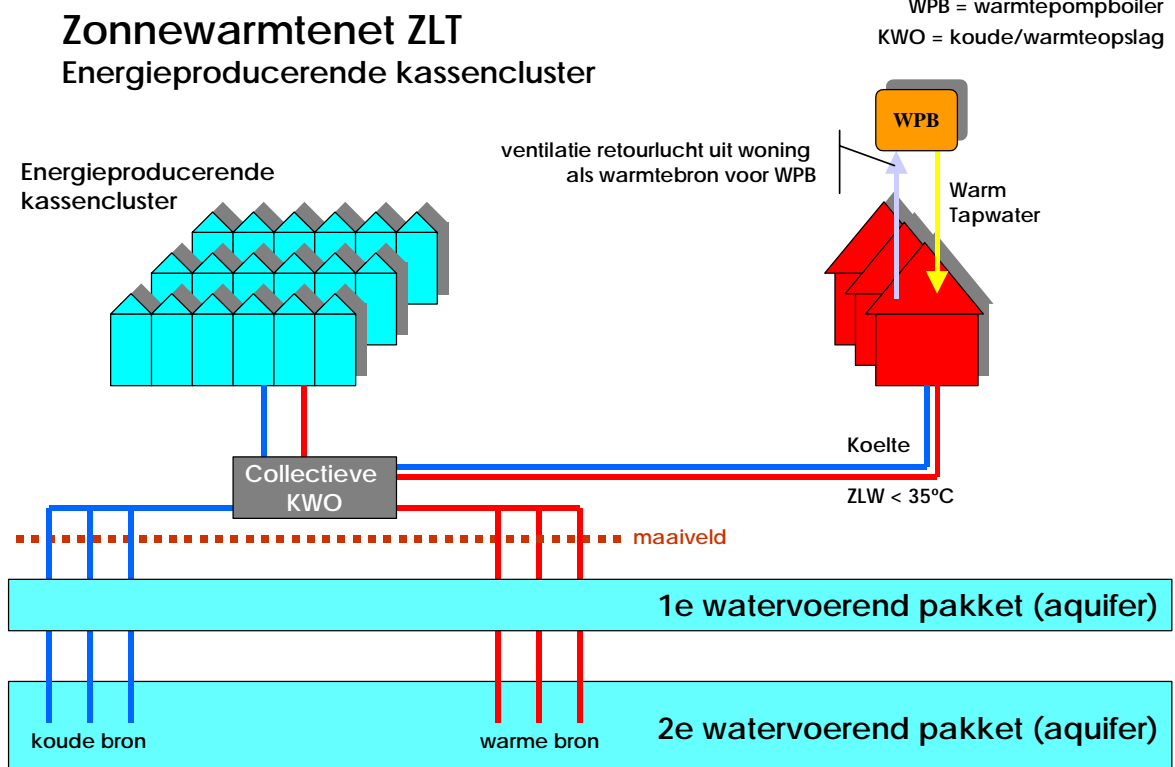 WPB = warmtepompboiler
Zonnewarmtenet ZLT
KWO = koude/warmteopslag
Energieproducerende kassencluster
WPB
ventilatie retourlucht uit woning
als warmtebron voor WPB
Energieproducerende
kassencluster
Warm
Tapwater
Koelte
Collectieve
KWO
ZLW < 35°C
maaiveld
1e watervoerend pakket (aquifer)
2e watervoerend pakket (aquifer)
koude bron
warme bron